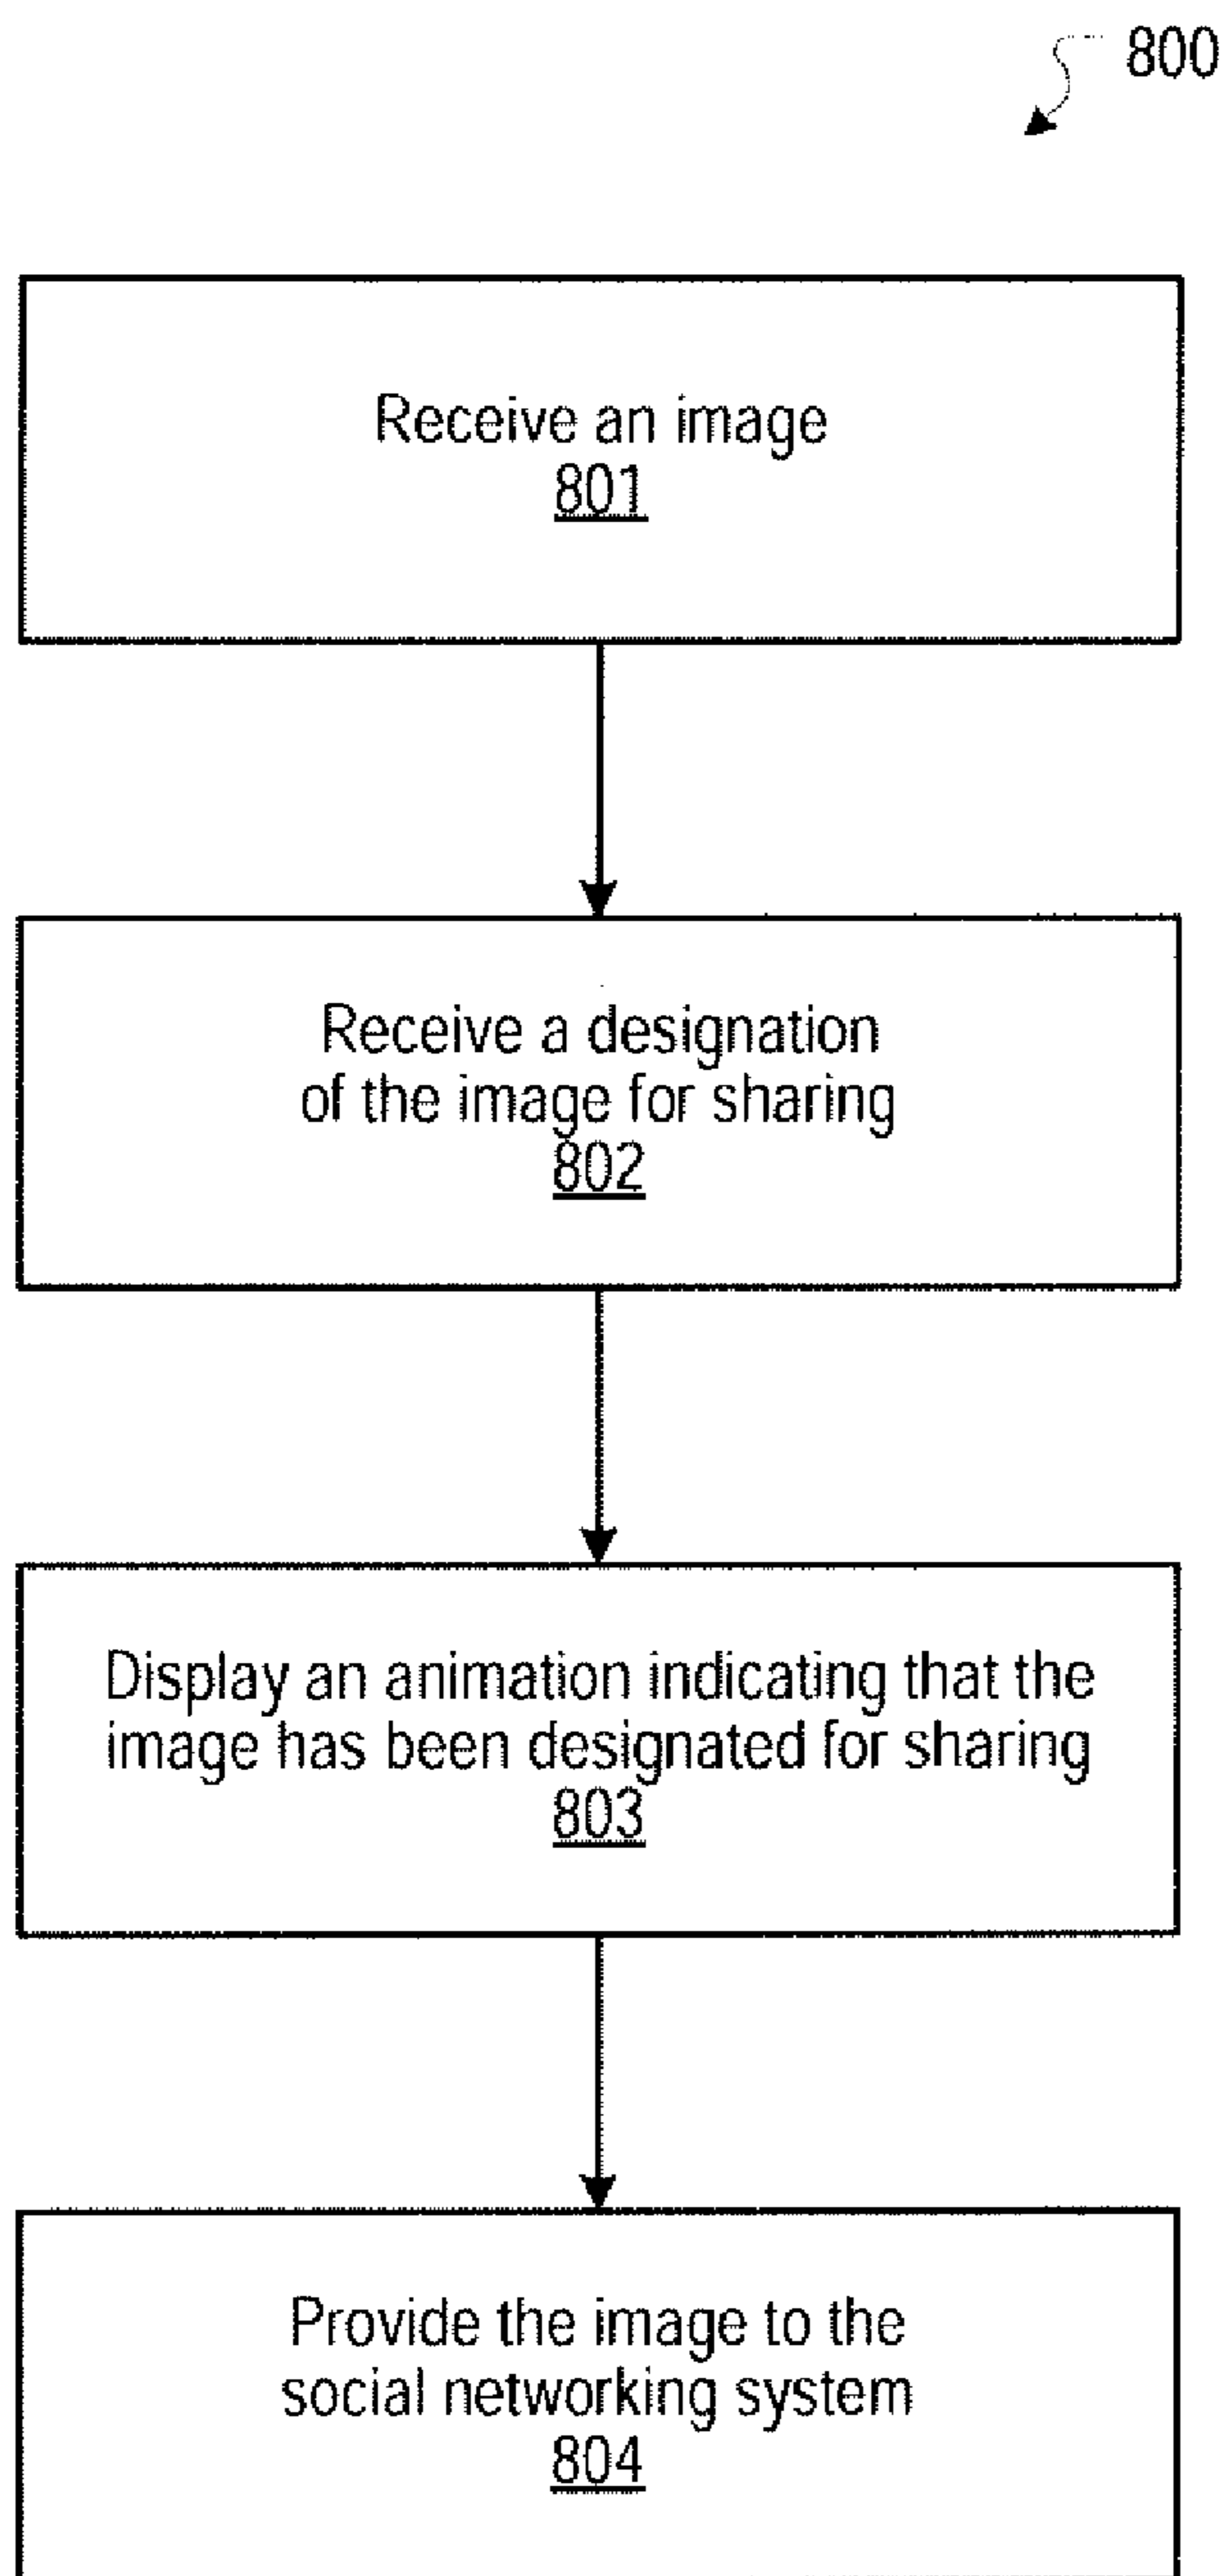 800
Receive an image
801
Receive a designation
of the image for sharing
802
Display an animation indicating that the
image has been designated for sharing
803
Provide the image to the
social networking system
804